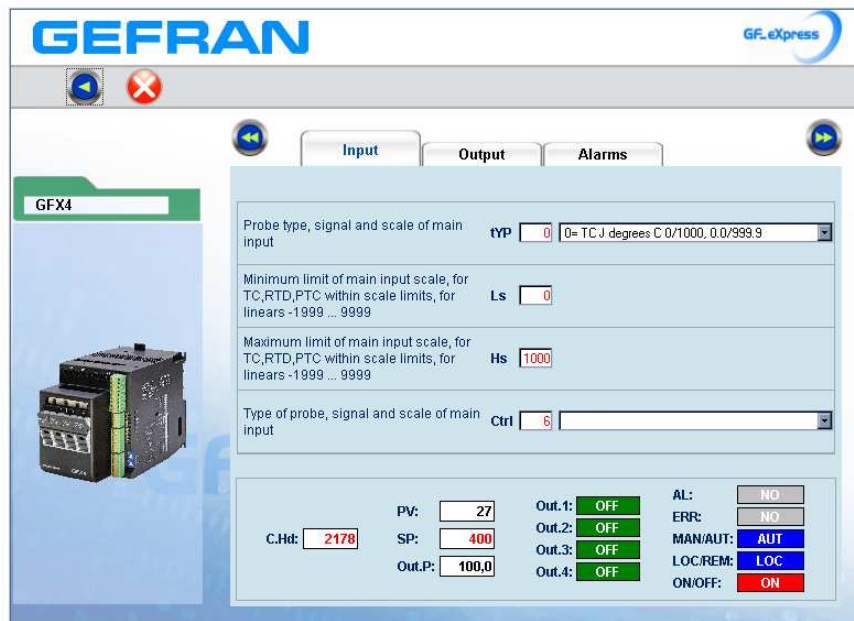 GEFRAN
GF_eXpress
Input
Output
Alarms
GFX4
Probe type, signal and scale of main
input
tYP
0
0= TC J degrees C 0/1000, 0.0/999.9
Minimum limit of main input scale, for
TC,RTD,PTC within scale limits, for
linears -1999 ... 9999
Ls
0
Maximum limit of main input scale, for
TC,RTD,PTC within scale limits, for
linears -1999 ... 9999
Hs
1000
Type of probe, signal and scale of main
input
Ctrl
6
C.Hd: 2178
PV: 27
SP: 400
Out.P: 100,0
Out.1: OFF
Out.2: OFF
Out.3: OFF
Out.4: OFF
AL: NO
ERR: NO
MAN/AUT: AUT
LOC/REM: LOC
ON/OFF: ON